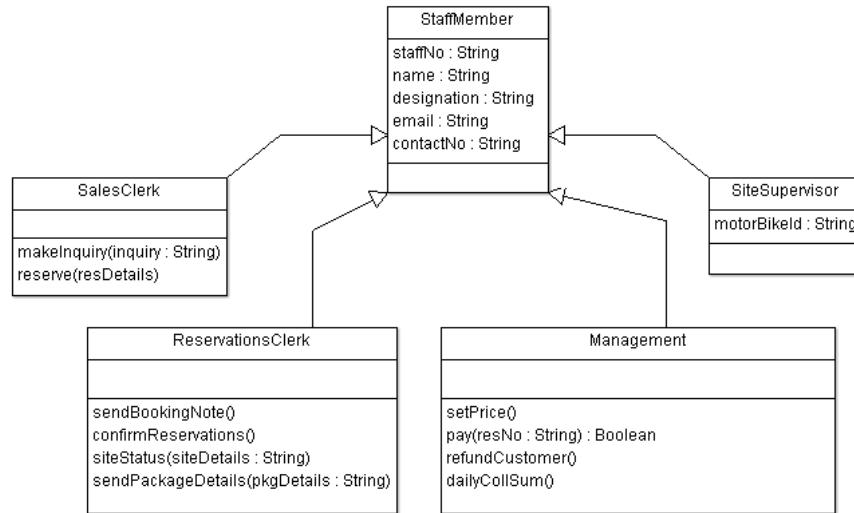 StaffMember
staffNo : String
name : String
designation : String
email : String
contactNo : String
SalesClerk
makeInquiry(inquiry : String)
reserve(resDetails)
SiteSupervisor
motorBikeId : String
ReservationsClerk
sendBookingNote()
confirmReservations()
siteStatus(siteDetails : String)
sendPackageDetails(pkgDetails : String)
Management
setPrice()
pay(resNo : String) : Boolean
refundCustomer()
dailyCollSum()